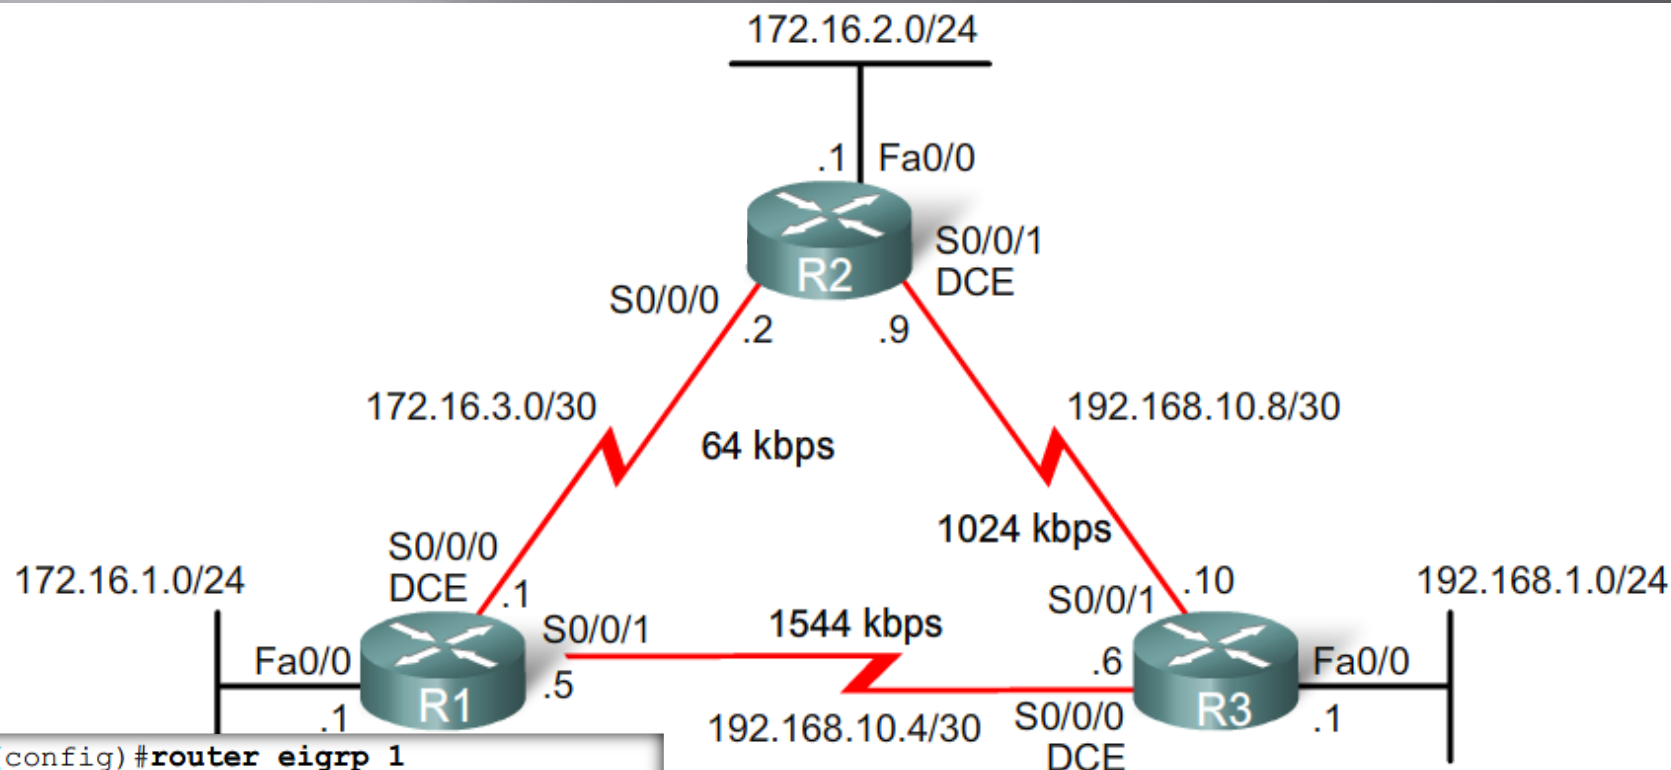 172.16.2.0/24
.1 Fa0/0
S0/0/1
DCE
R2
S0/0/0
.2 .9
172.16.3.0/30
192.168.10.8/30
64 kbps
1024 kbps
S0/0/0
DCE
.1
172.16.1.0/24
.10
192.168.1.0/24
S0/0/1
S0/0/1
1544 kbps
Fa0/0
.6
Fa0/0
.5
R1
R3
.1
192.168.10.4/30
S0/0/0
DCE
.1
config)#router eigrp 1